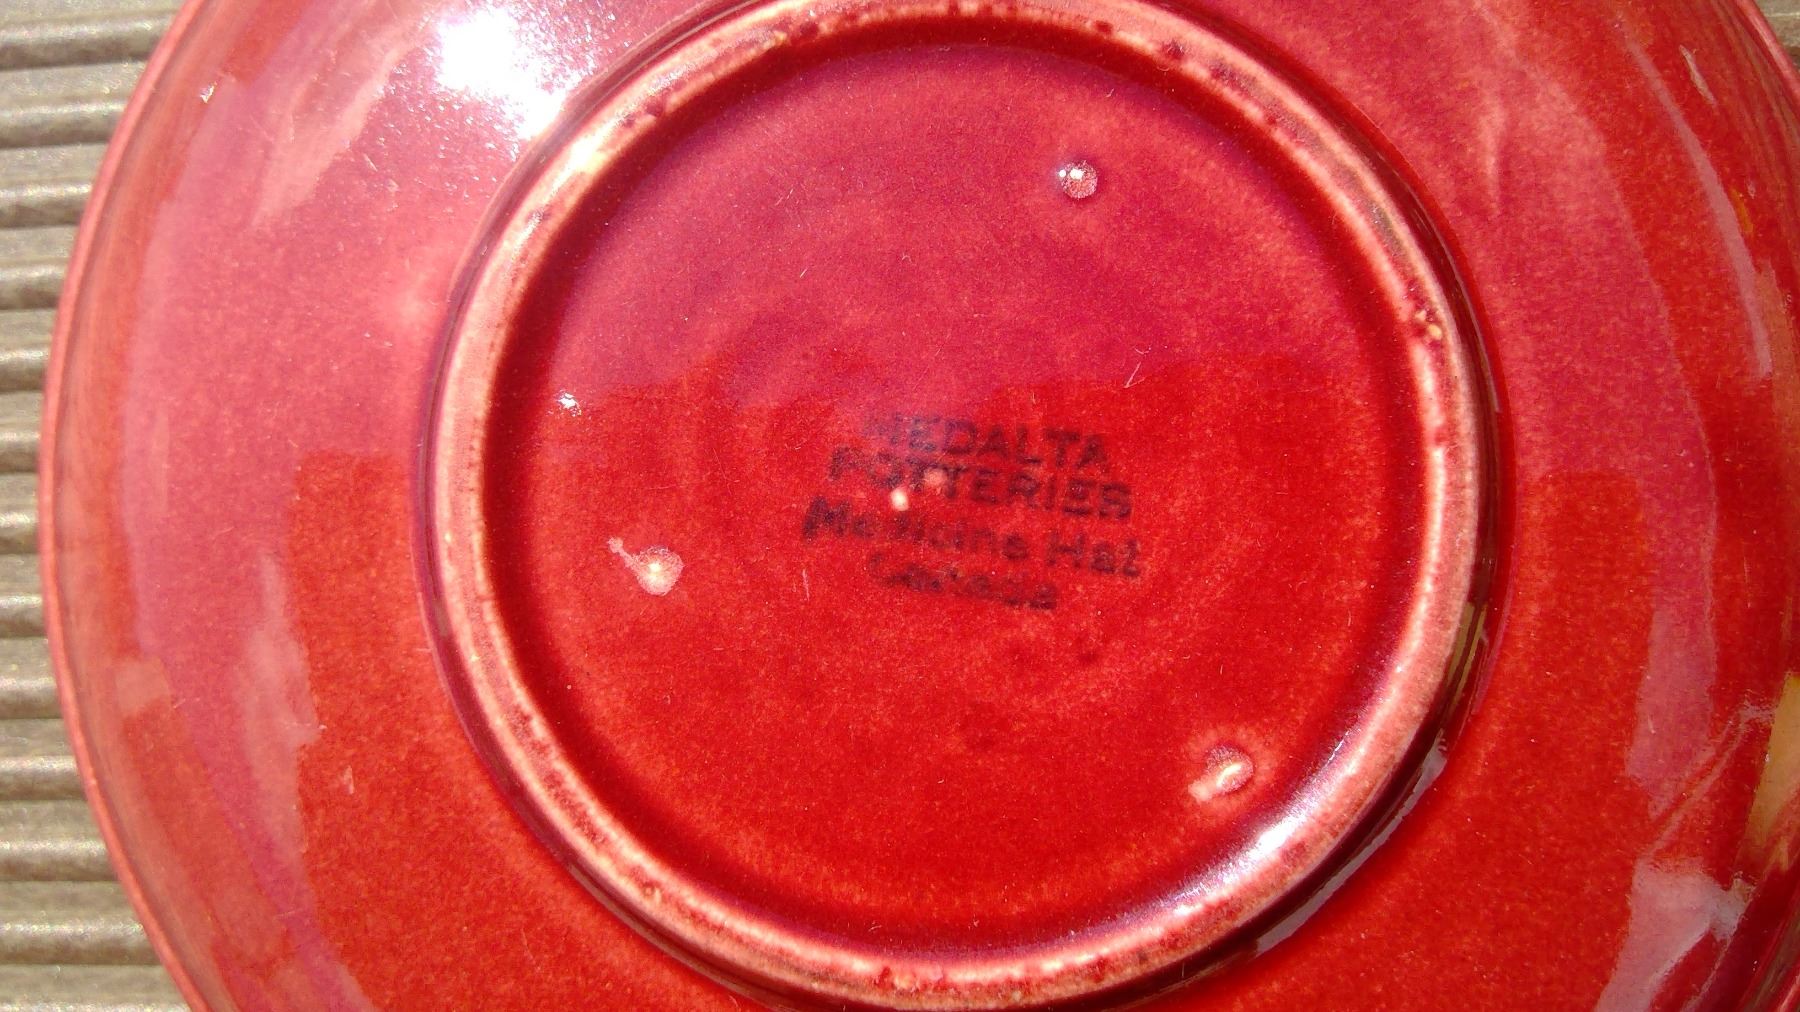 MEDALTA
POTTERIES
Medicine Hat
Canada